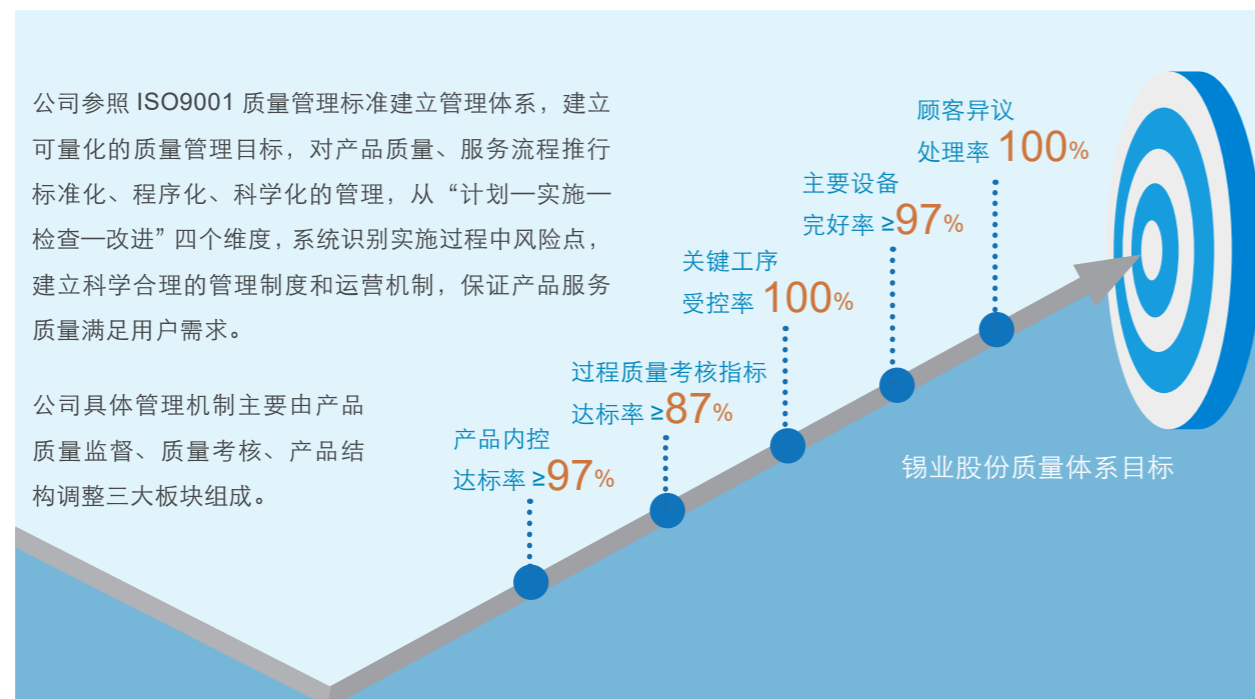 公司参照 ISO9001 质量管理标准建立管理体系，建立
可量化的质量管理目标，对产品质量、服务流程推行
标准化、程序化、科学化的管理，从“计划—实施—
检查—改进”四个维度，系统识别实施过程中风险点，
建立科学合理的管理制度和运营机制，保证产品服务
质量满足用户需求。
公司具体管理机制主要由产品
质量监督、质量考核、产品结
构调整三大板块组成。
产品内控
达标率 ≥97%
过程质量考核指标
达标率 ≥87%
关键工序
受控率 100%
主要设备
完好率 ≥97%
顾客异议
处理率 100%
锡业股份质量体系目标